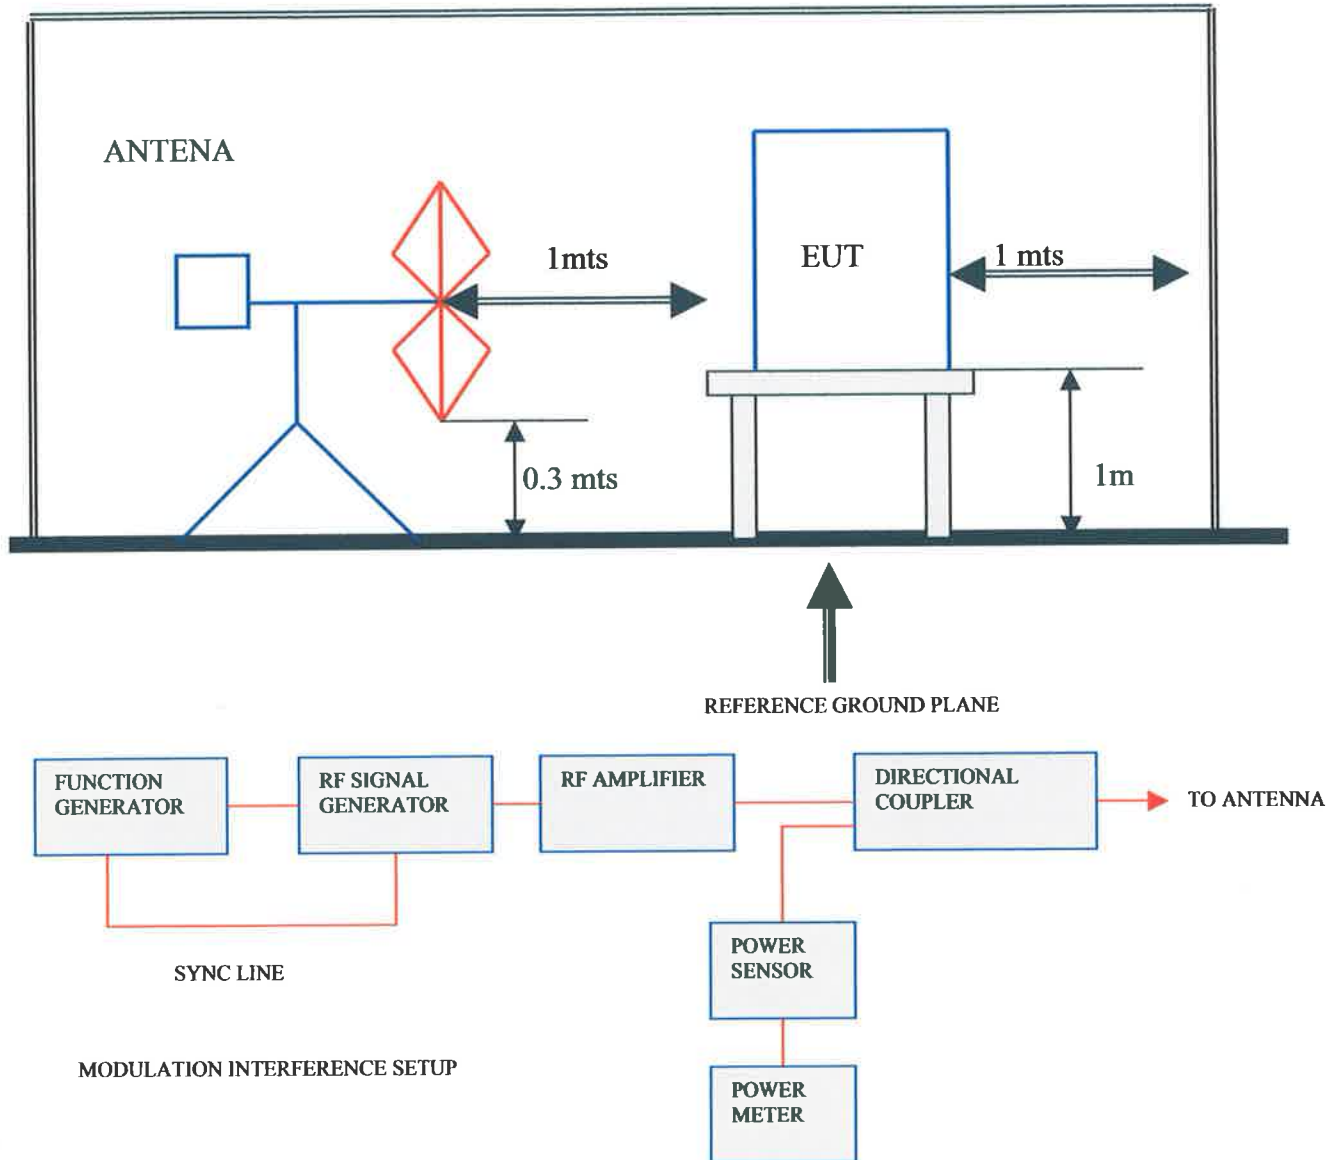 ANTENA
1mts
EUT
1 mts
0.3 mts
1m
REFERENCE GROUND PLANE
FUNCTION
GENERATOR
RF SIGNAL
GENERATOR
RF AMPLIFIER
DIRECTIONAL
COUPLER
TO ANTENNA
SYNC LINE
POWER
SENSOR
MODULATION INTERFERENCE SETUP
POWER
METER